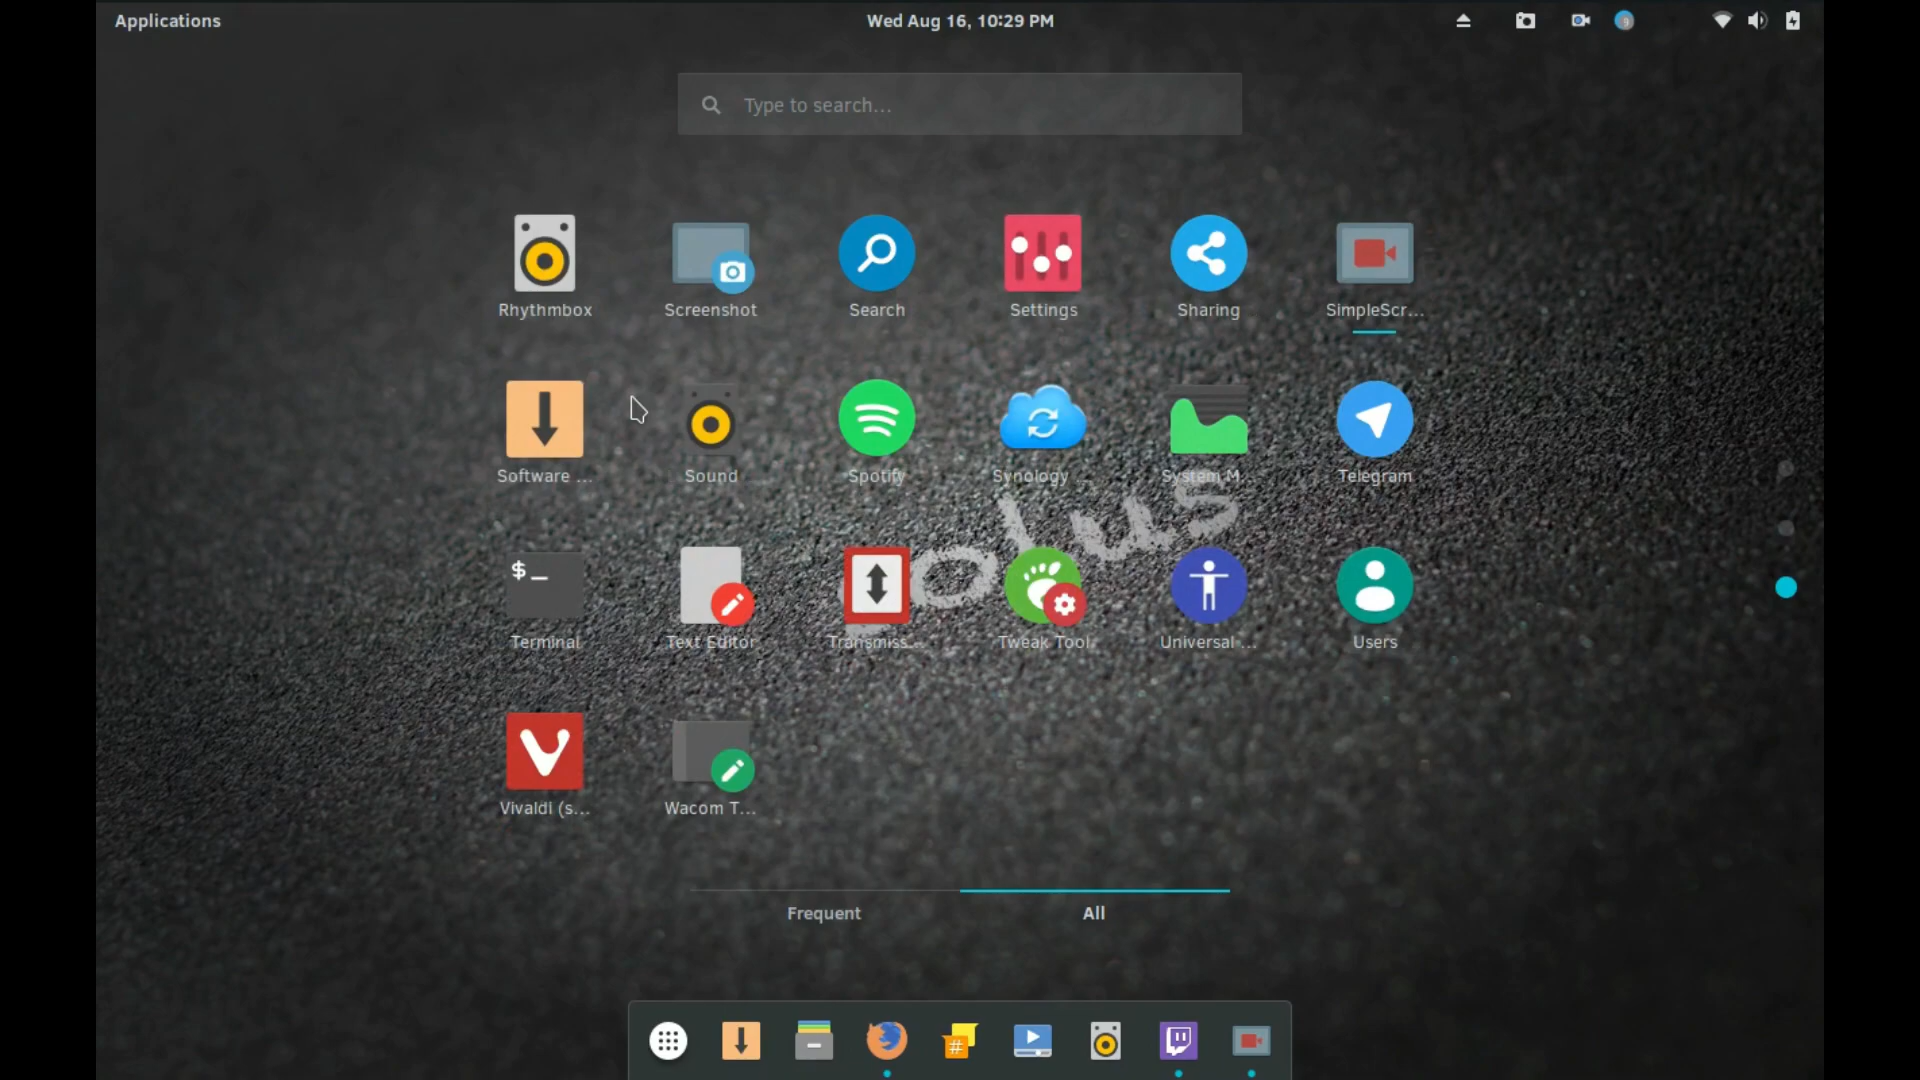 Applications
Wed Aug 16, 10:29 PM
Type to search...
Rhythmbox
Screenshot
Search
Settings
Sharing
SimpleScr...
Software ...
Sound
Spotify
Synology ...
System M...
Telegram
olus
$_
Terminal
Text Editor
Transmiss...
Tweak Tool
Universal ...
Users
Vivaldi (s...
Wacom T...
Frequent
All
#